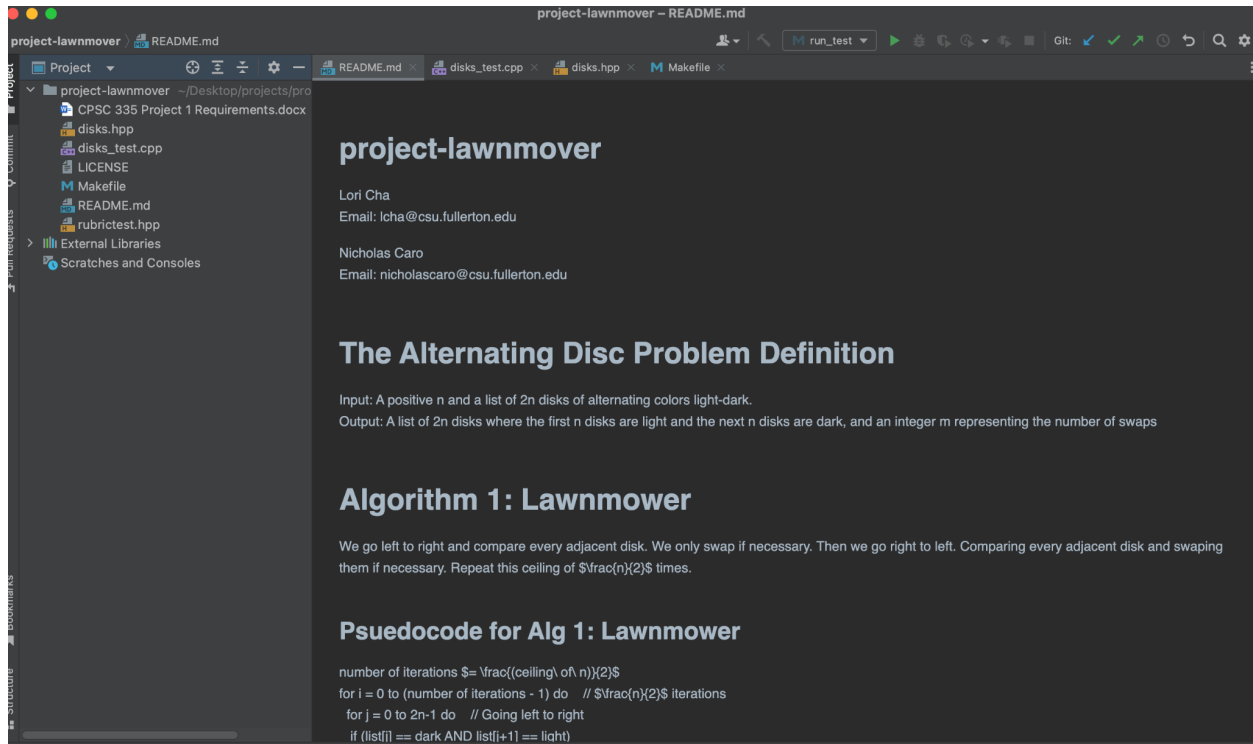 project-lawnmover – README.md
project-lawnmover
README.md
run_test
Git:
Project
Project
README.md
disks_test.cpp
disks.hpp
Makefile
project-lawnmover ~/Desktop/projects/pro
CPSC 335 Project 1 Requirements.docx
disks.hpp
disks_test.cpp
LICENSE
Makefile
README.md
rubrictest.hpp
External Libraries
Scratches and Consoles
Commit
Pull Requests
Bookmarks
Structure
project-lawnmover
Lori Cha
Email: lcha@csu.fullerton.edu
Nicholas Caro
Email: nicholascaro@csu.fullerton.edu
The Alternating Disc Problem Definition
Input: A positive n and a list of 2n disks of alternating colors light-dark.
Output: A list of 2n disks where the first n disks are light and the next n disks are dark, and an integer m representing the number of swaps
Algorithm 1: Lawnmower
We go left to right and compare every adjacent disk. We only swap if necessary. Then we go right to left. Comparing every adjacent disk and swaping
them if necessary. Repeat this ceiling of $\frac{n}{2}$ times.
Psuedocode for Alg 1: Lawnmower
number of iterations $= \frac{(ceiling\ of\ n)}{2}$
for i = 0 to (number of iterations - 1) do // $\frac{n}{2}$ iterations
for j = 0 to 2n-1 do // Going left to right
if (list[j] == dark AND list[j+1] == light)